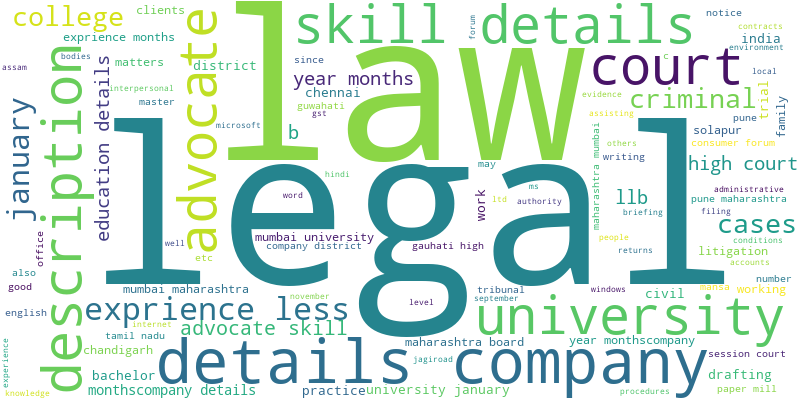 college
clients
exprience months
skill details
notice
contracts
forum
india
environment
bodies
matters
advocate
law
since
year months
court
c
local
assam
interpersonal
district
chennai
description
education details
master
guwahati
gst
criminal
evidence
trial
family
january
microsoft
b
assisting
pune
solapur
legal
others
consumer forum
writing
maharashtra mumbai
hindi
may
high court
ms
llb
administrative
word
work
ltd
authority
pune maharashtra
briefing
filing
cases
office
etc
well
mumbai university
company district
gauhati high
people
conditions
litigation
returns
accounts
also
good
mumbai maharashtra
level
tribunal
windows
civil
mansa
number
working
november
september
english
exprience less
university
internet
advocate skill
tamil nadu
maharashtra board
year monthscompany
chandigarh
details company
session court
jagiroad
experience
bachelor
drafting
knowledge
monthscompany details
practice
university january
procedures
paper mill